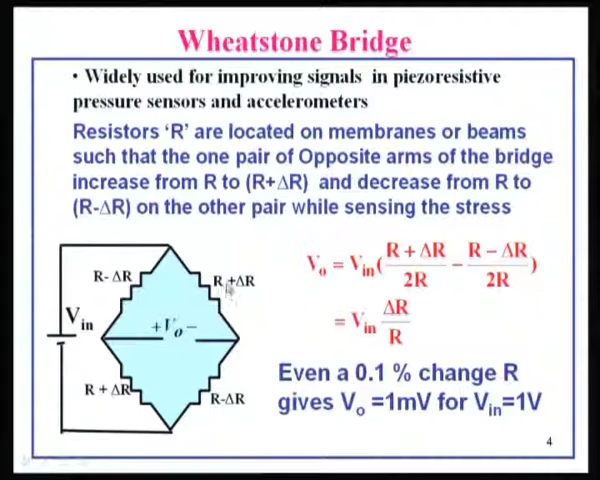 Wheatstone Bridge
• Widely used for improving signals in piezoresistive
pressure sensors and accelerometers
Resistors ‘R’ are located on membranes or beams
such that the one pair of Opposite arms of the bridge
increase from R to (R+ΔR) and decrease from R to
(R-ΔR) on the other pair while sensing the stress
R- ΔR
R +ΔR
Vin
+Vo−
R + ΔR
R-ΔR
Vo = Vin( (R + ΔR)/2R − (R − ΔR)/2R )
= Vin ΔR/R
Even a 0.1 % change R
gives Vo =1mV for Vin=1V
4